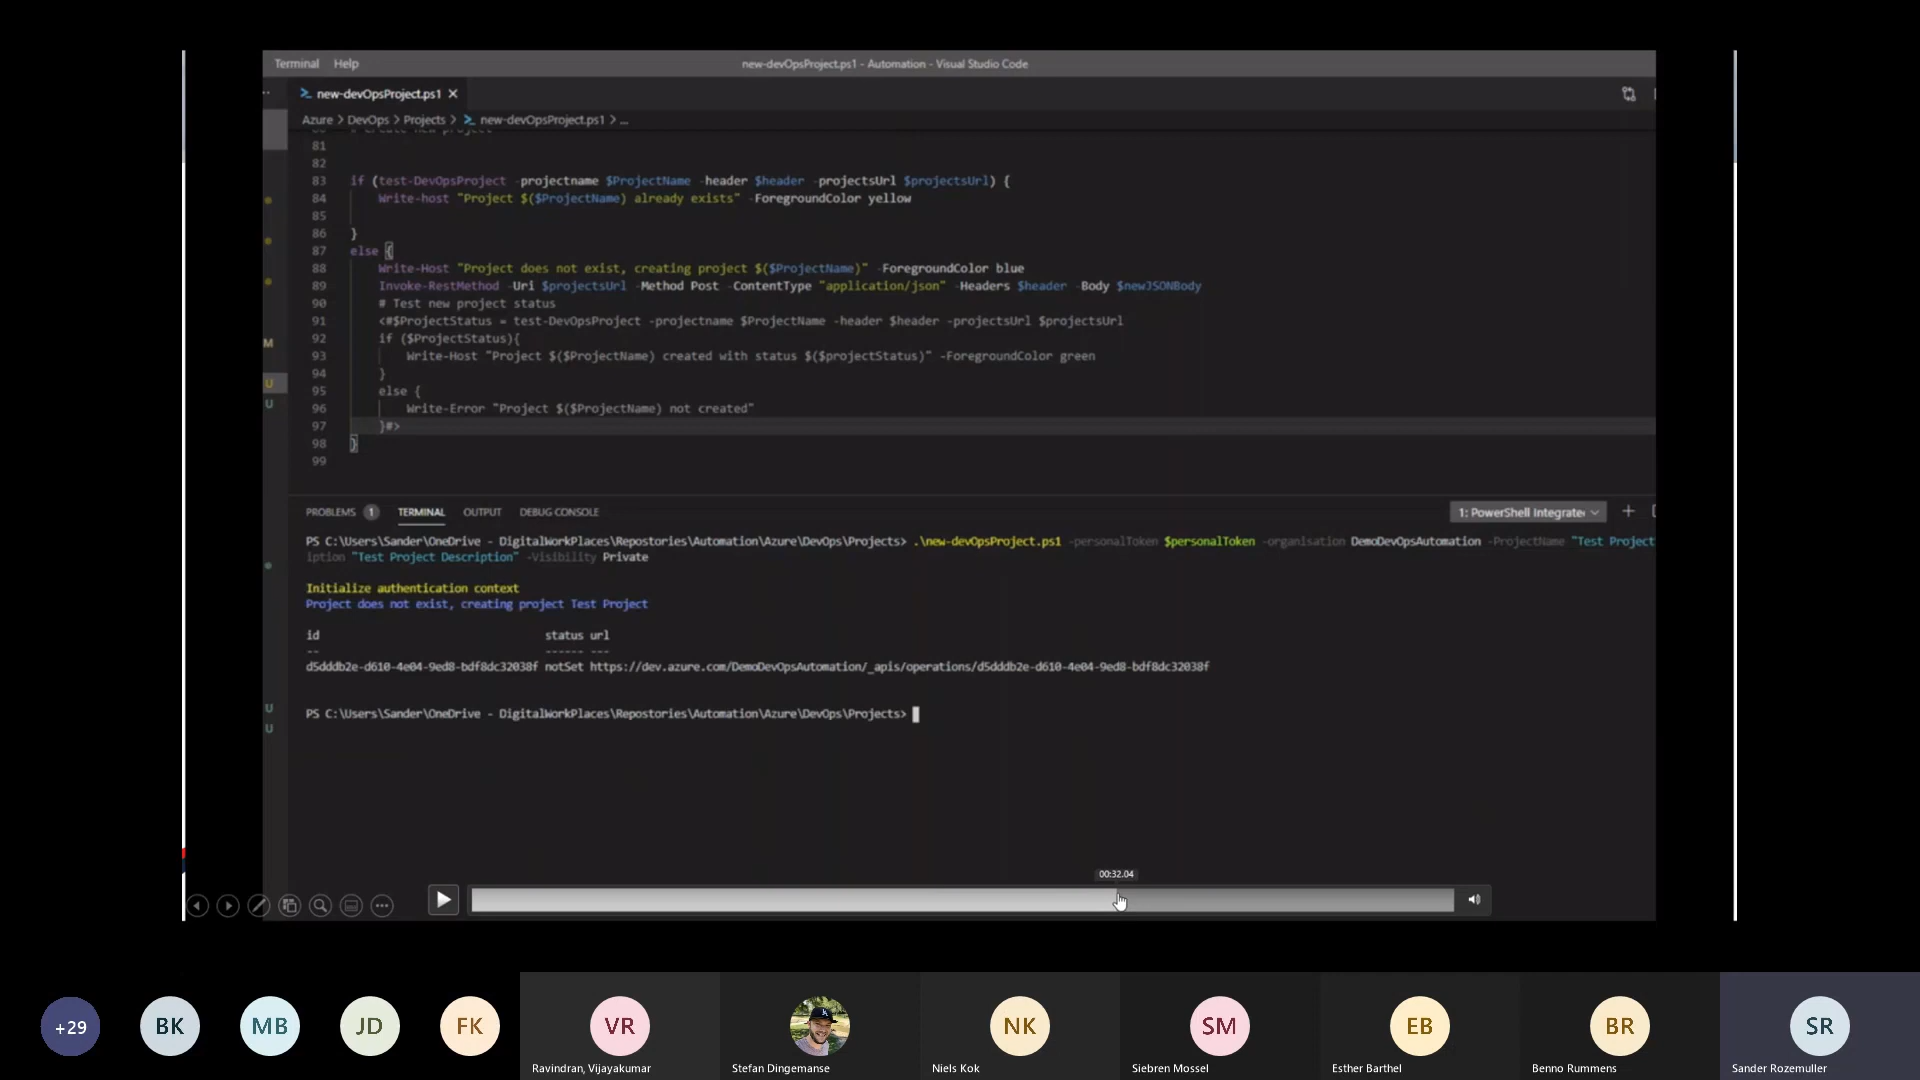 Terminal Help
new-devOpsProject.ps1 - Automation - Visual Studio Code
new-devOpsProject.ps1
Azure > DevOps > Projects > new-devOpsProject.ps1 > ...
# Create new project
81
82
83 if (test-DevOpsProject -projectname $ProjectName -header $header -projectsUrl $projectsUrl) {
84 Write-host "Project $($ProjectName) already exists" -ForegroundColor yellow
85
86 }
87 else {
88 Write-Host "Project does not exist, creating project $($ProjectName)" -ForegroundColor blue
89 Invoke-RestMethod -Uri $projectsUrl -Method Post -ContentType "application/json" -Headers $header -Body $newJSONBody
90 # Test new project status
91 <#$ProjectStatus = test-DevOpsProject -projectname $ProjectName -header $header -projectsUrl $projectsUrl
92 if ($ProjectStatus){
93 Write-Host "Project $($ProjectName) created with status $($projectStatus)" -ForegroundColor green
94 }
95 else {
96 Write-Error "Project $($ProjectName) not created"
97 }#>
98 }
99
M
U
U
U
U
PROBLEMS 1 TERMINAL OUTPUT DEBUG CONSOLE 1: PowerShell Integrate
PS C:\Users\Sander\OneDrive - DigitalWorkPlaces\Repostories\Automation\Azure\DevOps\Projects> .\new-devOpsProject.ps1 -personalToken $personalToken -organisation DemoDevOpsAutomation -ProjectName "Test Project
iption "Test Project Description" -Visibility Private
Initialize authentication context
Project does not exist, creating project Test Project
id status url
-- ------ ---
d5dddb2e-d610-4e04-9ed8-bdf8dc32038f notSet https://dev.azure.com/DemoDevOpsAutomation/_apis/operations/d5dddb2e-d610-4e04-9ed8-bdf8dc32038f
PS C:\Users\Sander\OneDrive - DigitalWorkPlaces\Repostories\Automation\Azure\DevOps\Projects>
00:32.04
+29 BK MB JD FK VR NK SM EB BR SR
Ravindran, Vijayakumar Stefan Dingemanse Niels Kok Siebren Mossel Esther Barthel Benno Rummens Sander Rozemuller